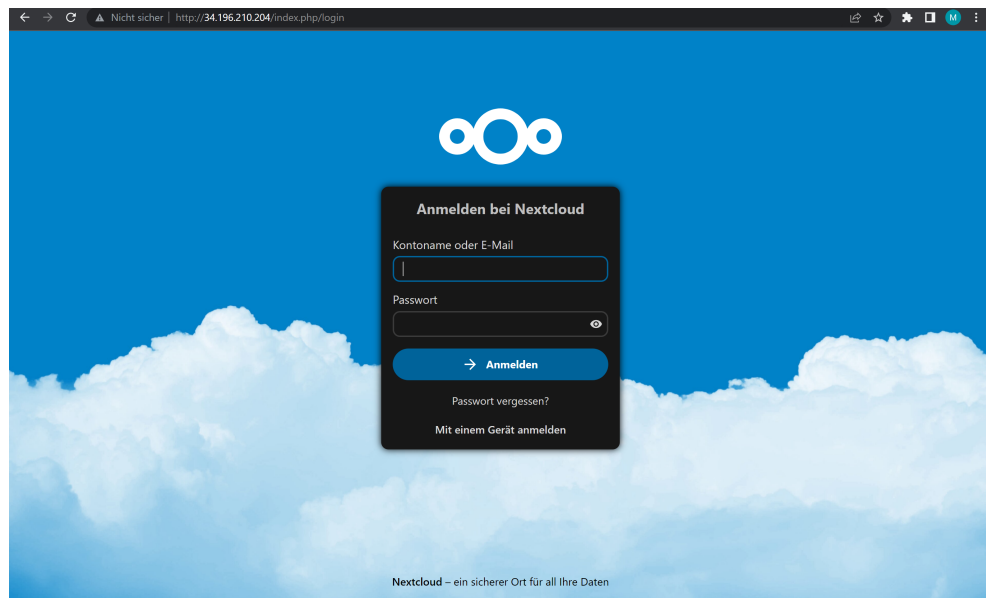 Nicht sicher | http://34.196.210.204/index.php/login
M
Anmelden bei Nextcloud
Kontoname oder E-Mail
Passwort
Anmelden
Passwort vergessen?
Mit einem Gerät anmelden
Nextcloud – ein sicherer Ort für all Ihre Daten